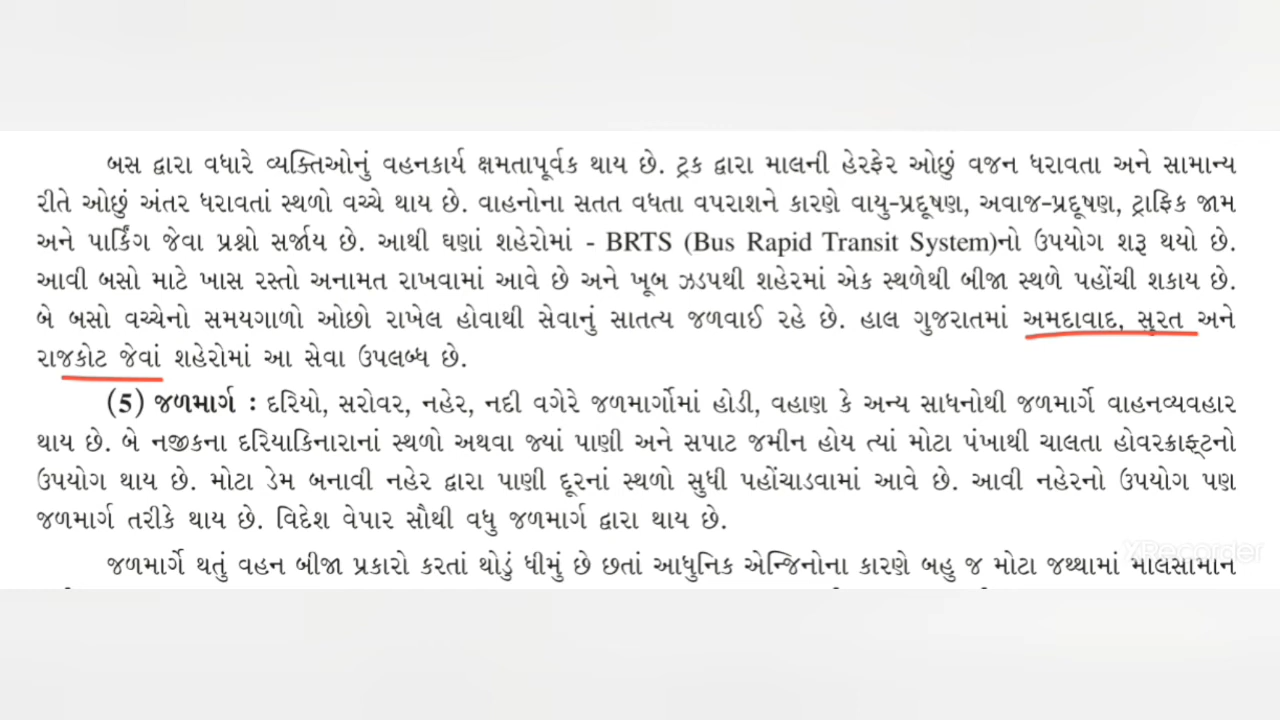 બસ દ્વારા વધારે વ્યક્તિઓનું વહનકાર્ય ક્ષમતાપૂર્વક થાય છે. ટ્રક દ્વારા માલની હેરફેર ઓછું વજન ધરાવતા અને સામાન્ય
રીતે ઓછું અંતર ધરાવતાં સ્થળો વચ્ચે થાય છે. વાહનોના સતત વધતા વપરાશને કારણે વાયુ-પ્રદૂષણ, અવાજ-પ્રદૂષણ, ટ્રાફિક જામ
અને પાર્કિંગ જેવા પ્રશ્નો સર્જાય છે. આથી ઘણાં શહેરોમાં - BRTS (Bus Rapid Transit System)નો ઉપયોગ શરૂ થયો છે.
આવી બસો માટે ખાસ રસ્તો અનામત રાખવામાં આવે છે અને ખૂબ ઝડપથી શહેરમાં એક સ્થળેથી બીજા સ્થળે પહોંચી શકાય છે.
બે બસો વચ્ચેનો સમયગાળો ઓછો રાખેલ હોવાથી સેવાનું સાતત્ય જળવાઈ રહે છે. હાલ ગુજરાતમાં અમદાવાદ, સુરત અને
રાજકોટ જેવાં શહેરોમાં આ સેવા ઉપલબ્ધ છે.
(5) જળમાર્ગ : દરિયો, સરોવર, નહેર, નદી વગેરે જળમાર્ગોમાં હોડી, વહાણ કે અન્ય સાધનોથી જળમાર્ગે વાહનવ્યવહાર
થાય છે. બે નજીકના દરિયાકિનારાનાં સ્થળો અથવા જ્યાં પાણી અને સપાટ જમીન હોય ત્યાં મોટા પંખાથી ચાલતા હોવરક્રાફ્ટનો
ઉપયોગ થાય છે. મોટા ડેમ બનાવી નહેર દ્વારા પાણી દૂરનાં સ્થળો સુધી પહોંચાડવામાં આવે છે. આવી નહેરનો ઉપયોગ પણ
જળમાર્ગ તરીકે થાય છે. વિદેશ વેપાર સૌથી વધુ જળમાર્ગ દ્વારા થાય છે.
XRecorder
જળમાર્ગે થતું વહન બીજા પ્રકારો કરતાં થોડું ધીમું છે છતાં આધુનિક એન્જિનોના કારણે બહુ જ મોટા જથ્થામાં માલસામાન